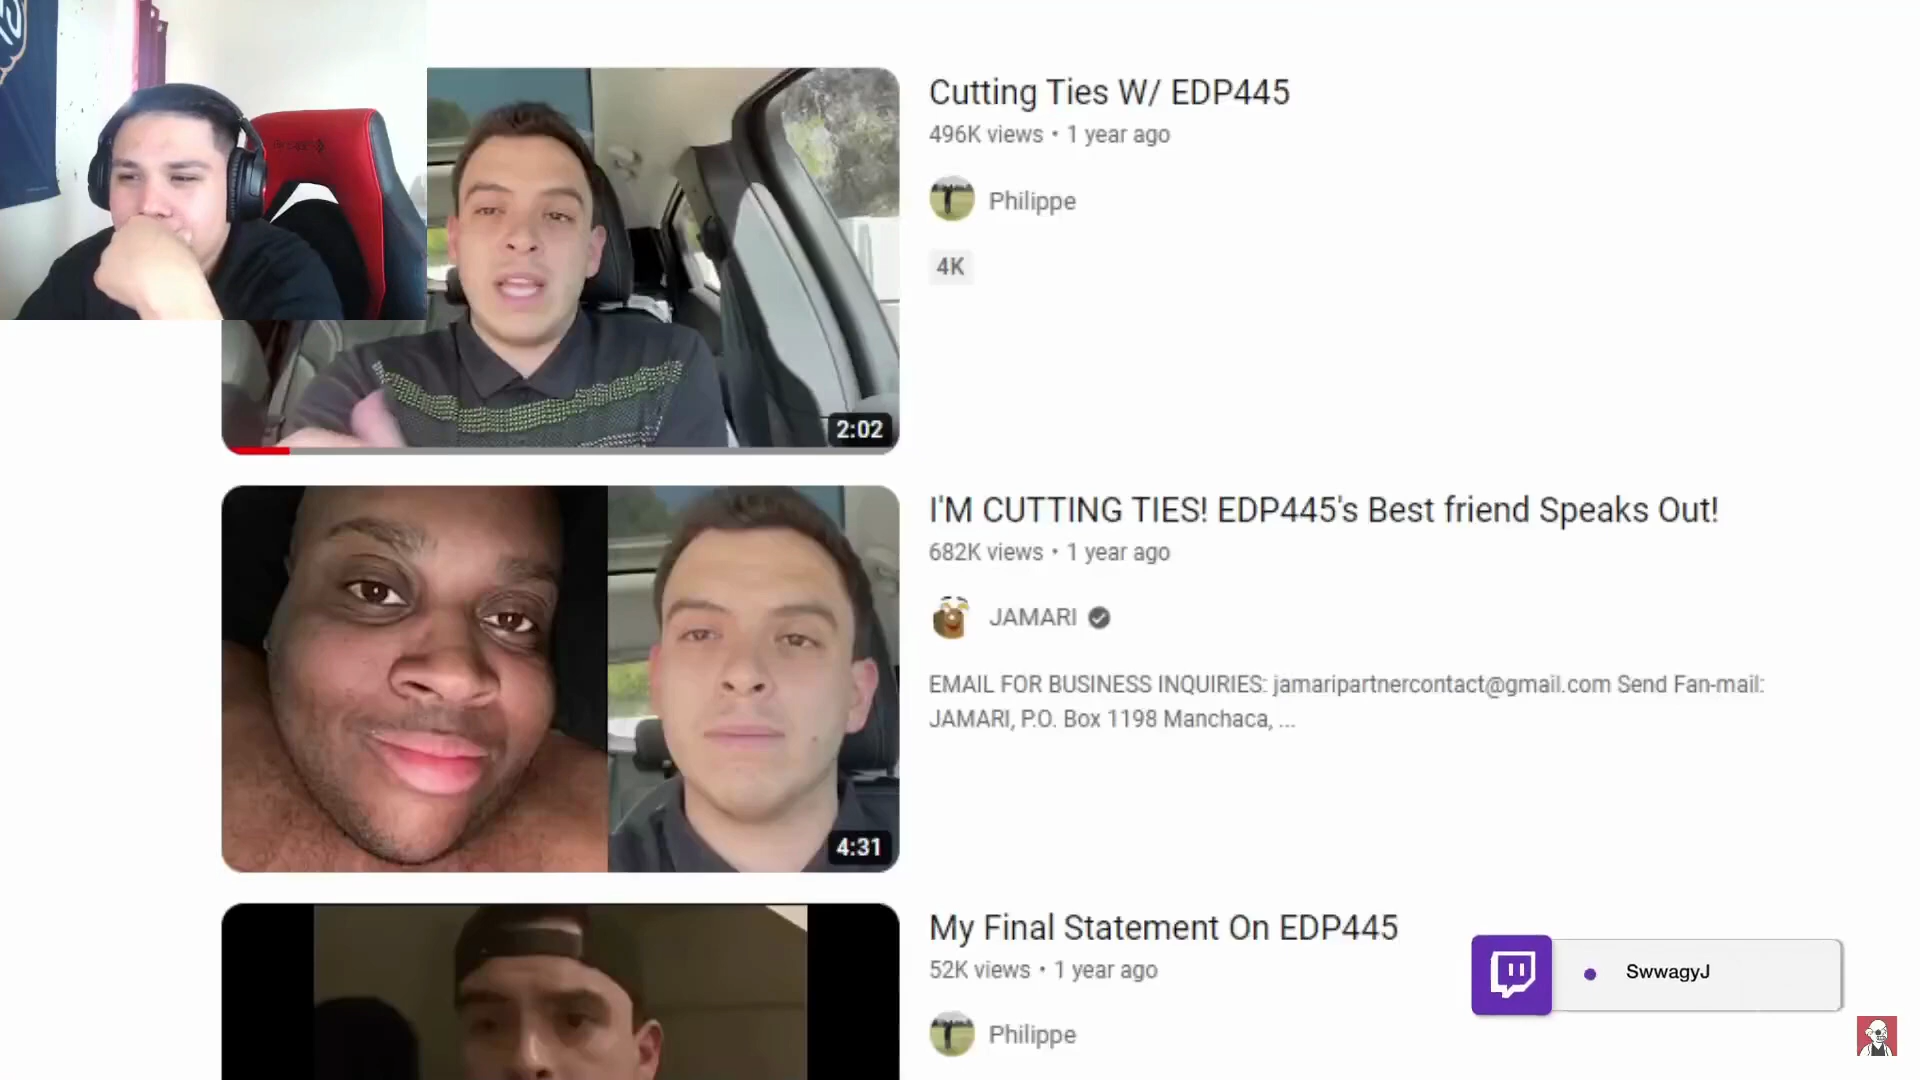 Cutting Ties W/ EDP445
496K views • 1 year ago
Philippe
4K
2:02
I'M CUTTING TIES! EDP445's Best friend Speaks Out!
682K views • 1 year ago
JAMARI
EMAIL FOR BUSINESS INQUIRIES: jamaripartnercontact@gmail.com Send Fan-mail:
JAMARI, P.O. Box 1198 Manchaca, ...
4:31
My Final Statement On EDP445
52K views • 1 year ago
SwwagyJ
Philippe